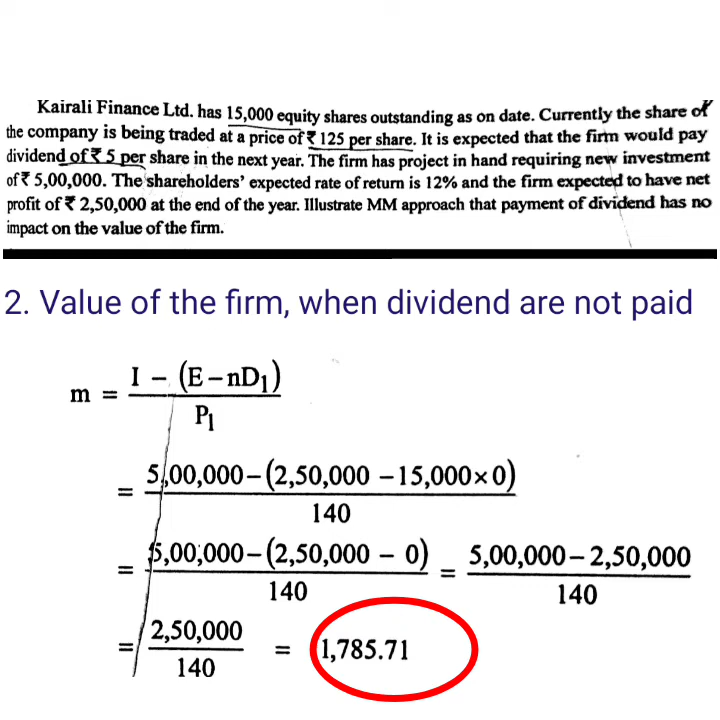 Kairali Finance Ltd. has 15,000 equity shares outstanding as on date. Currently the share of
the company is being traded at a price of ₹ 125 per share. It is expected that the firm would pay
dividend of ₹ 5 per share in the next year. The firm has project in hand requiring new investment
of ₹ 5,00,000. The shareholders' expected rate of return is 12% and the firm expected to have net
profit of ₹ 2,50,000 at the end of the year. Illustrate MM approach that payment of dividend has no
impact on the value of the firm.
2. Value of the firm, when dividend are not paid
m = I − (E − nD₁) / P₁
= 5,00,000 − (2,50,000 − 15,000 × 0) / 140
= 5,00,000 − (2,50,000 − 0) / 140 = 5,00,000 − 2,50,000 / 140
= 2,50,000 / 140 = 1,785.71